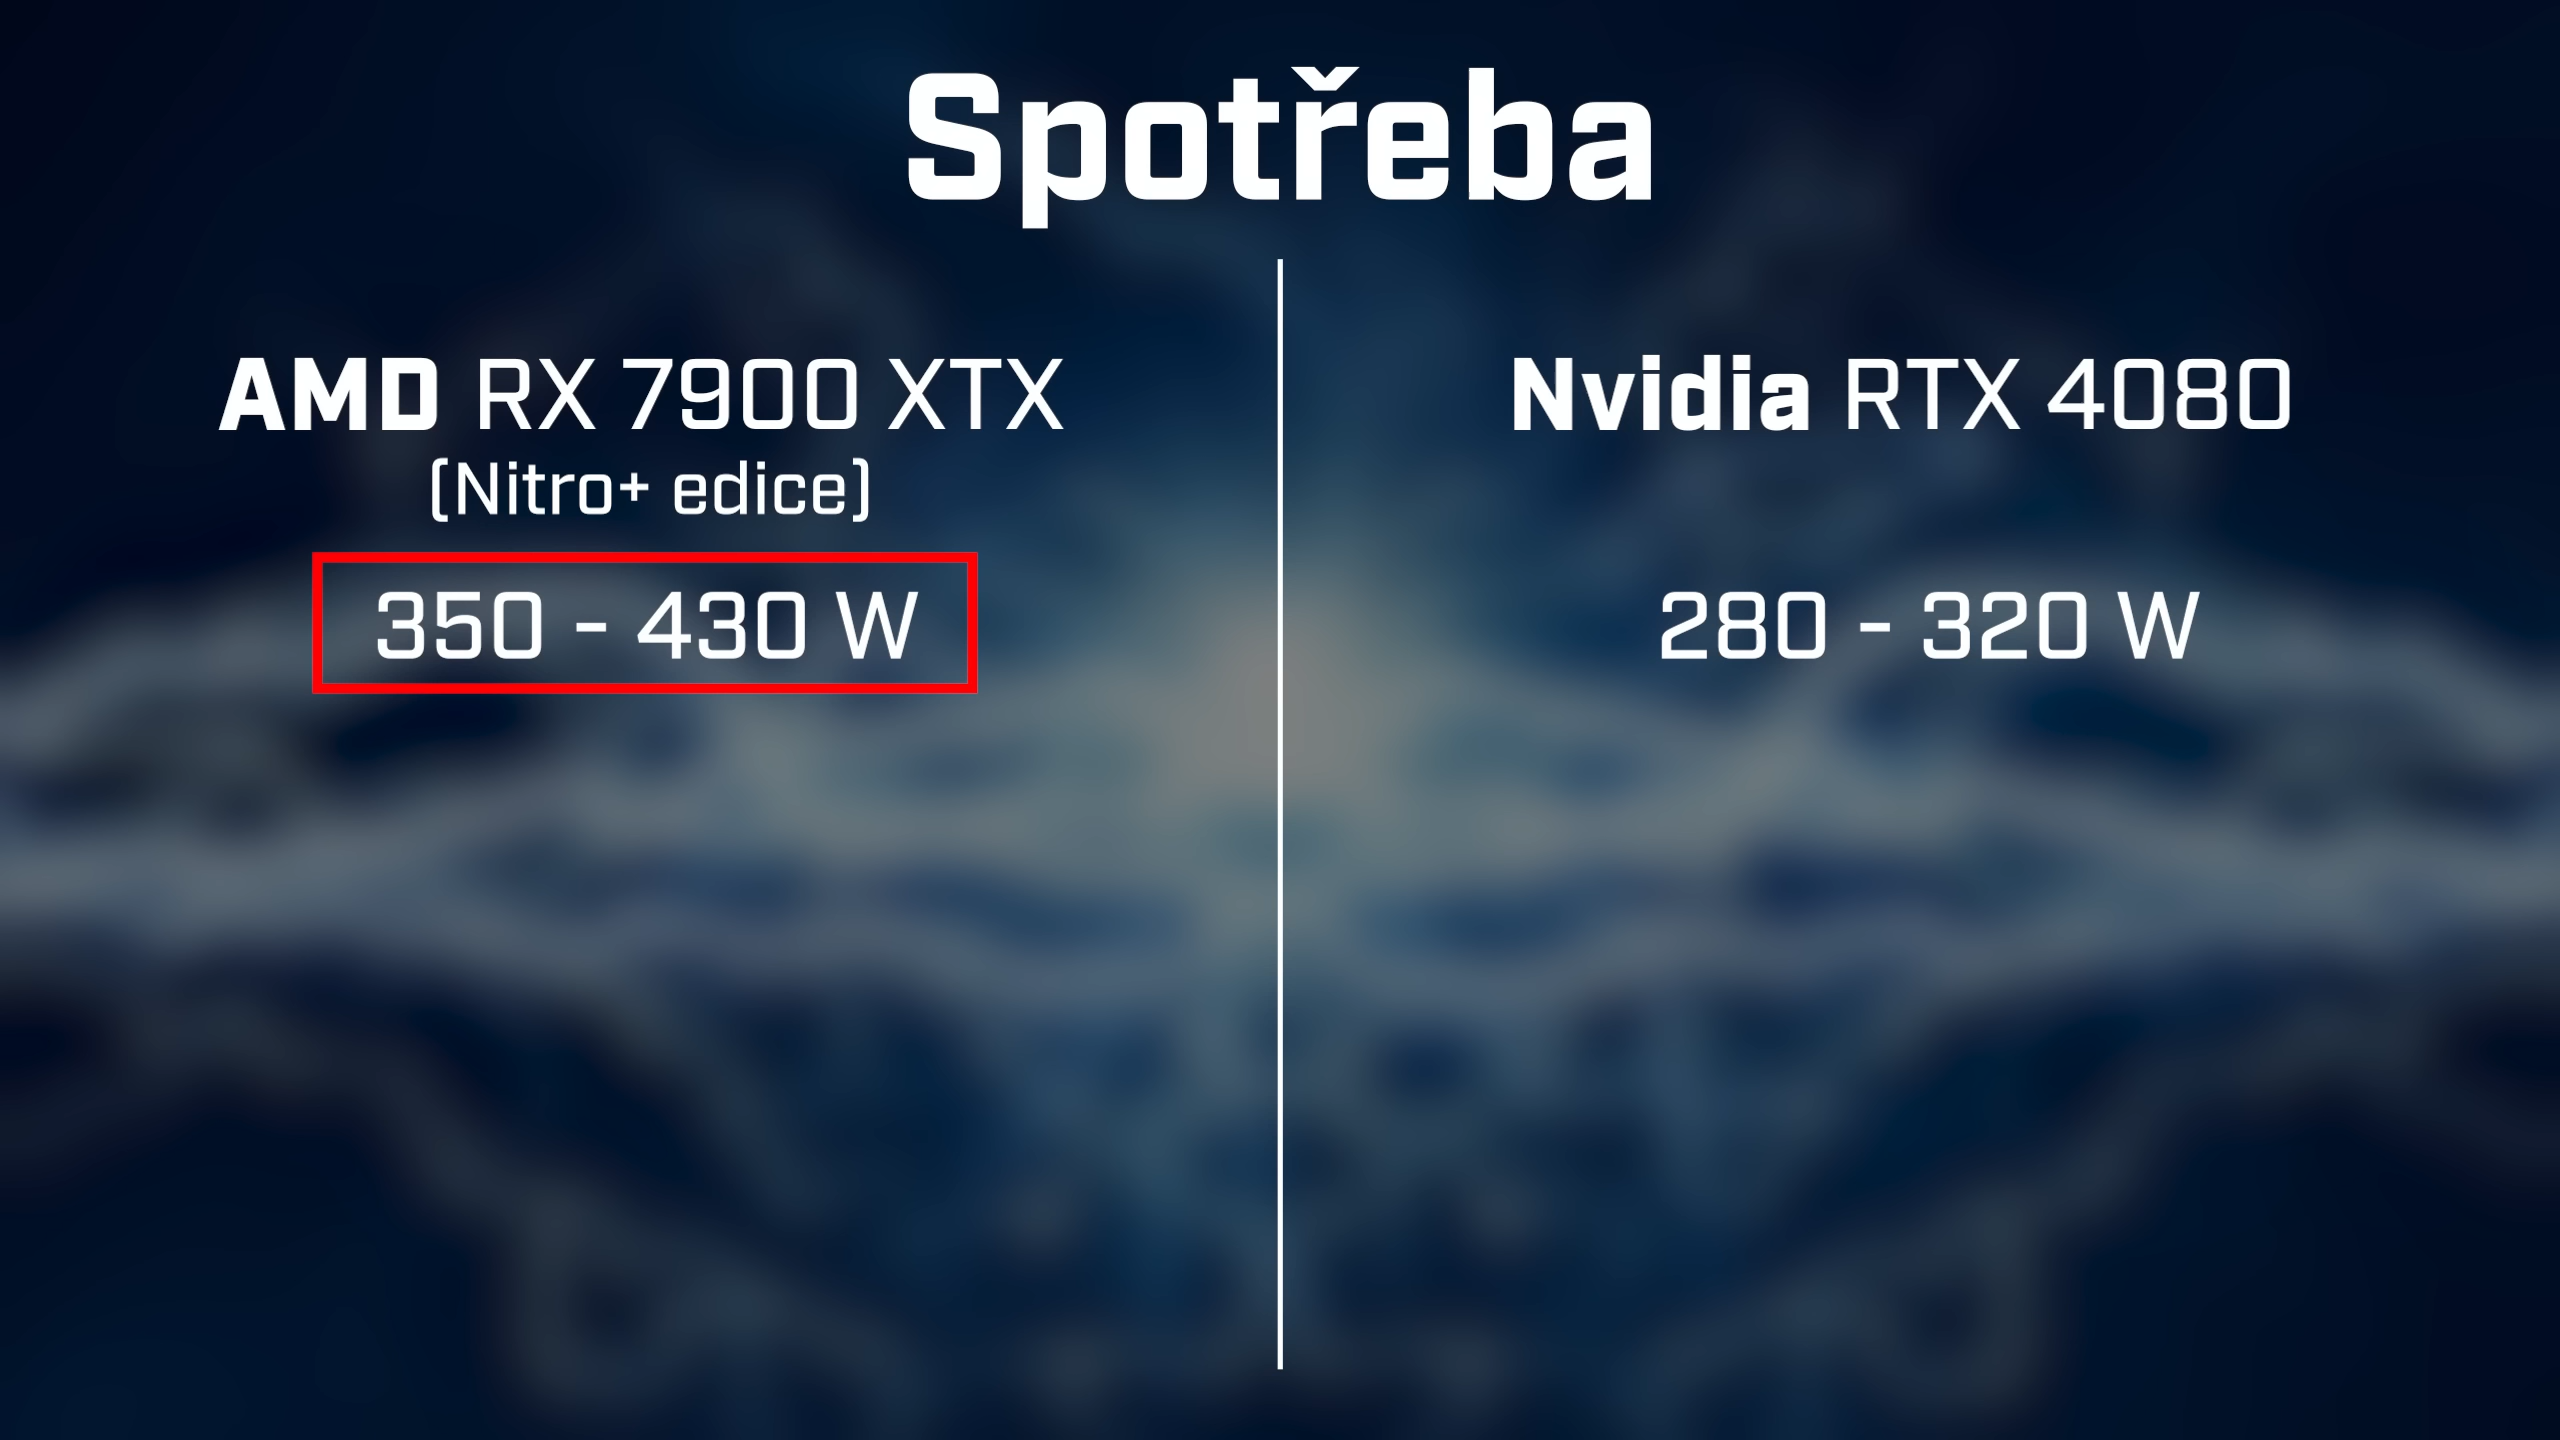 Spotřeba
AMD RX 7900 XTX
(Nitro+ edice)
350 - 430 W
Nvidia RTX 4080
280 - 320 W